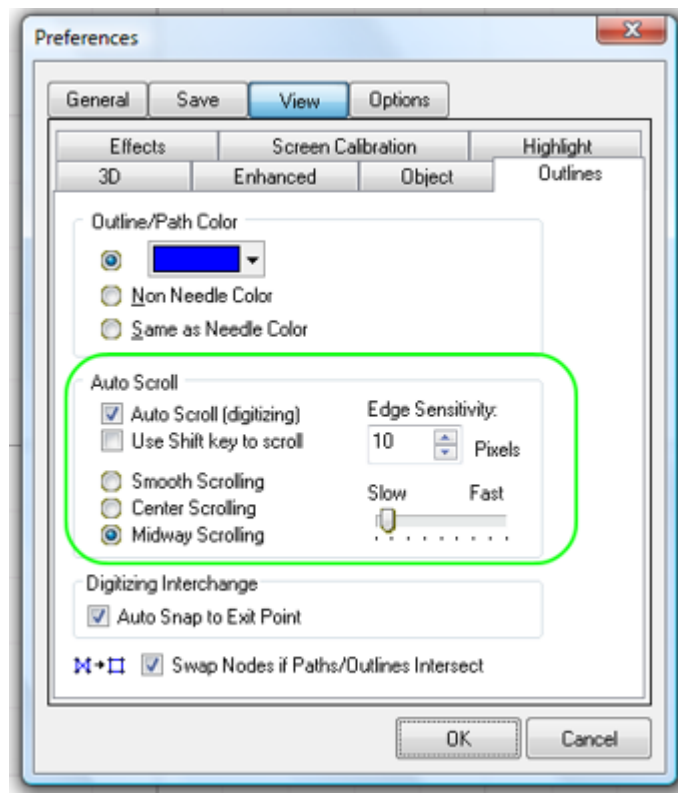 Preferences
General Save View Options
Effects Screen Calibration Highlight
3D Enhanced Object Outlines
Outline/Path Color
Non Needle Color
Same as Needle Color
Auto Scroll
Auto Scroll (digitizing) Edge Sensitivity:
Use Shift key to scroll 10 Pixels
Smooth Scrolling Slow Fast
Center Scrolling
Midway Scrolling
Digitizing Interchange
Auto Snap to Exit Point
Swap Nodes if Paths/Outlines Intersect
OK Cancel